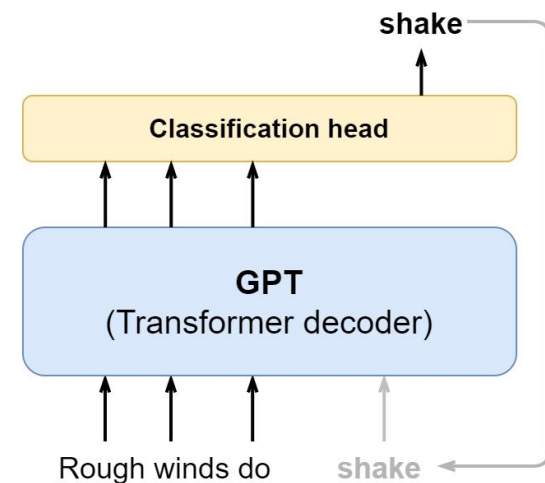 shake
Classification head
GPT
(Transformer decoder)
Rough winds do shake